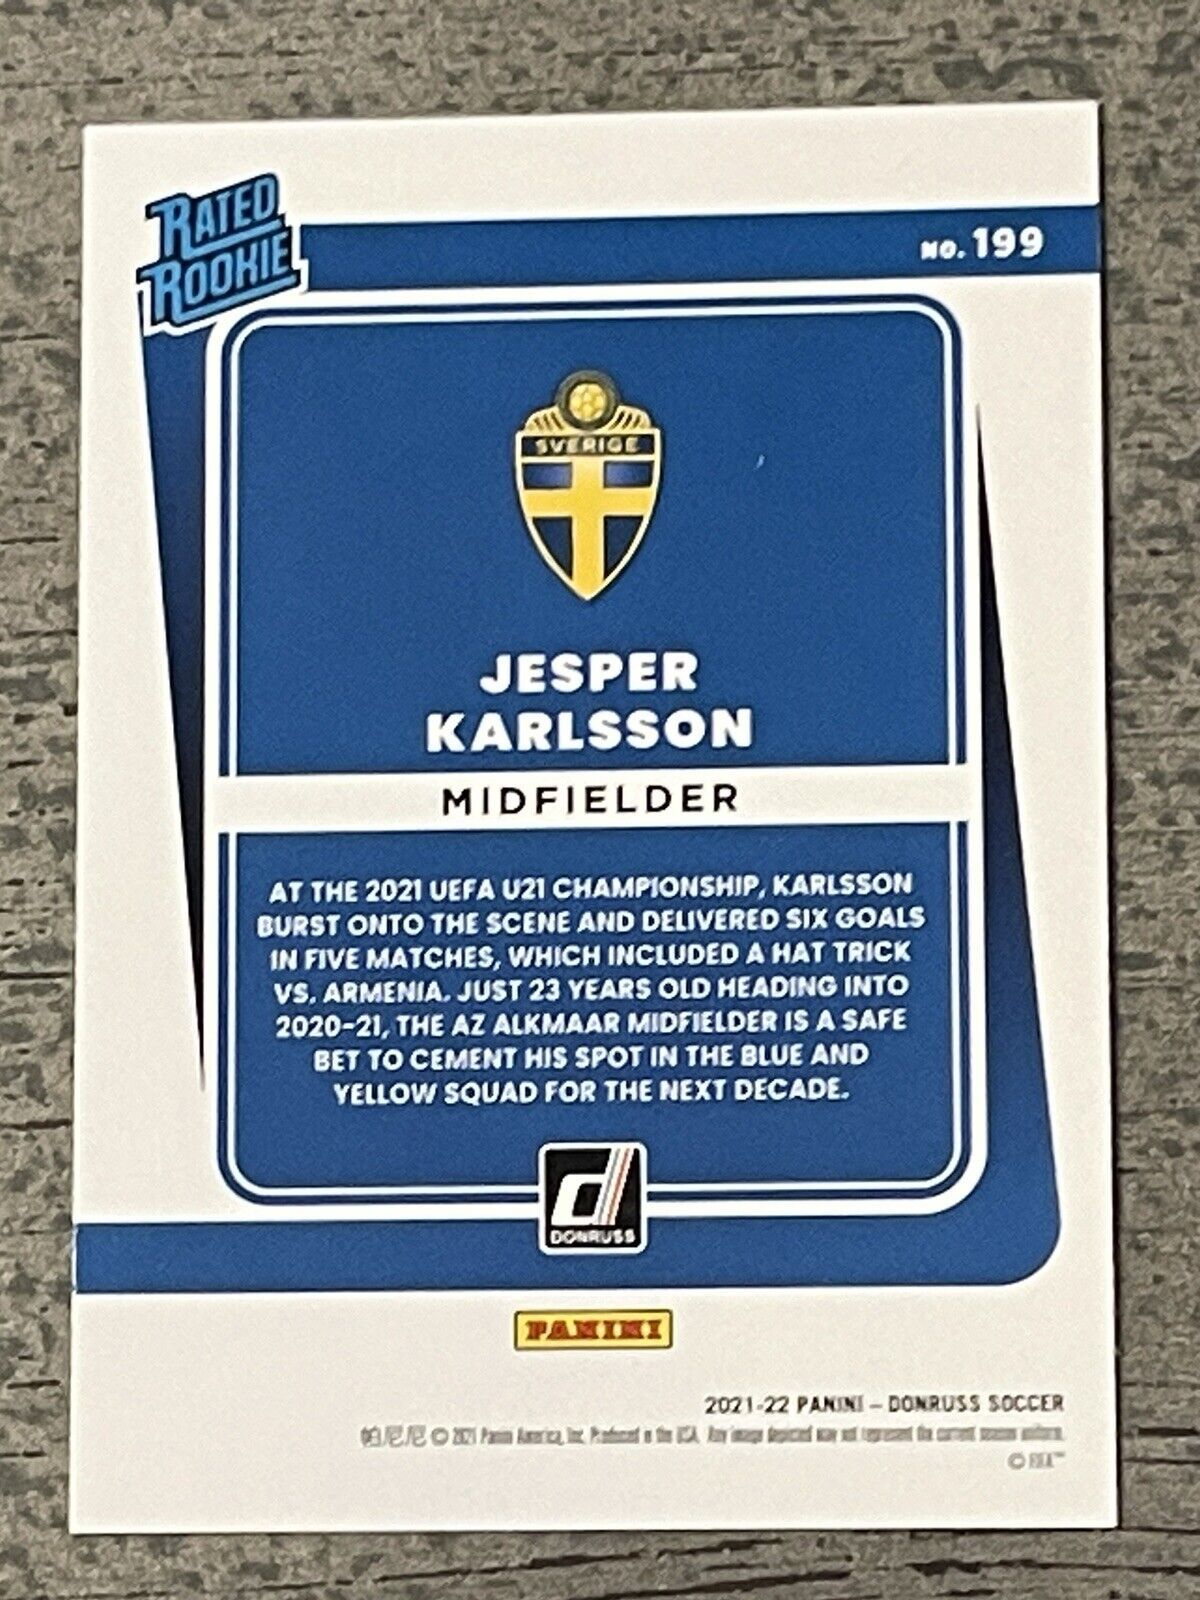 RATED
ROOKIE
NO. 199
SVERIGE
JESPER
KARLSSON
MIDFIELDER
AT THE 2021 UEFA U21 CHAMPIONSHIP, KARLSSON
BURST ONTO THE SCENE AND DELIVERED SIX GOALS
IN FIVE MATCHES, WHICH INCLUDED A HAT TRICK
VS. ARMENIA. JUST 23 YEARS OLD HEADING INTO
2020-21, THE AZ ALKMAAR MIDFIELDER IS A SAFE
BET TO CEMENT HIS SPOT IN THE BLUE AND
YELLOW SQUAD FOR THE NEXT DECADE.
d
DONRUSS
PANINI
2021-22 PANINI – DONRUSS SOCCER
帕尼尼 © 2021 Panini America, Inc. Produced in the USA. Any image depicted may not represent the current season uniform.
© FIFA™